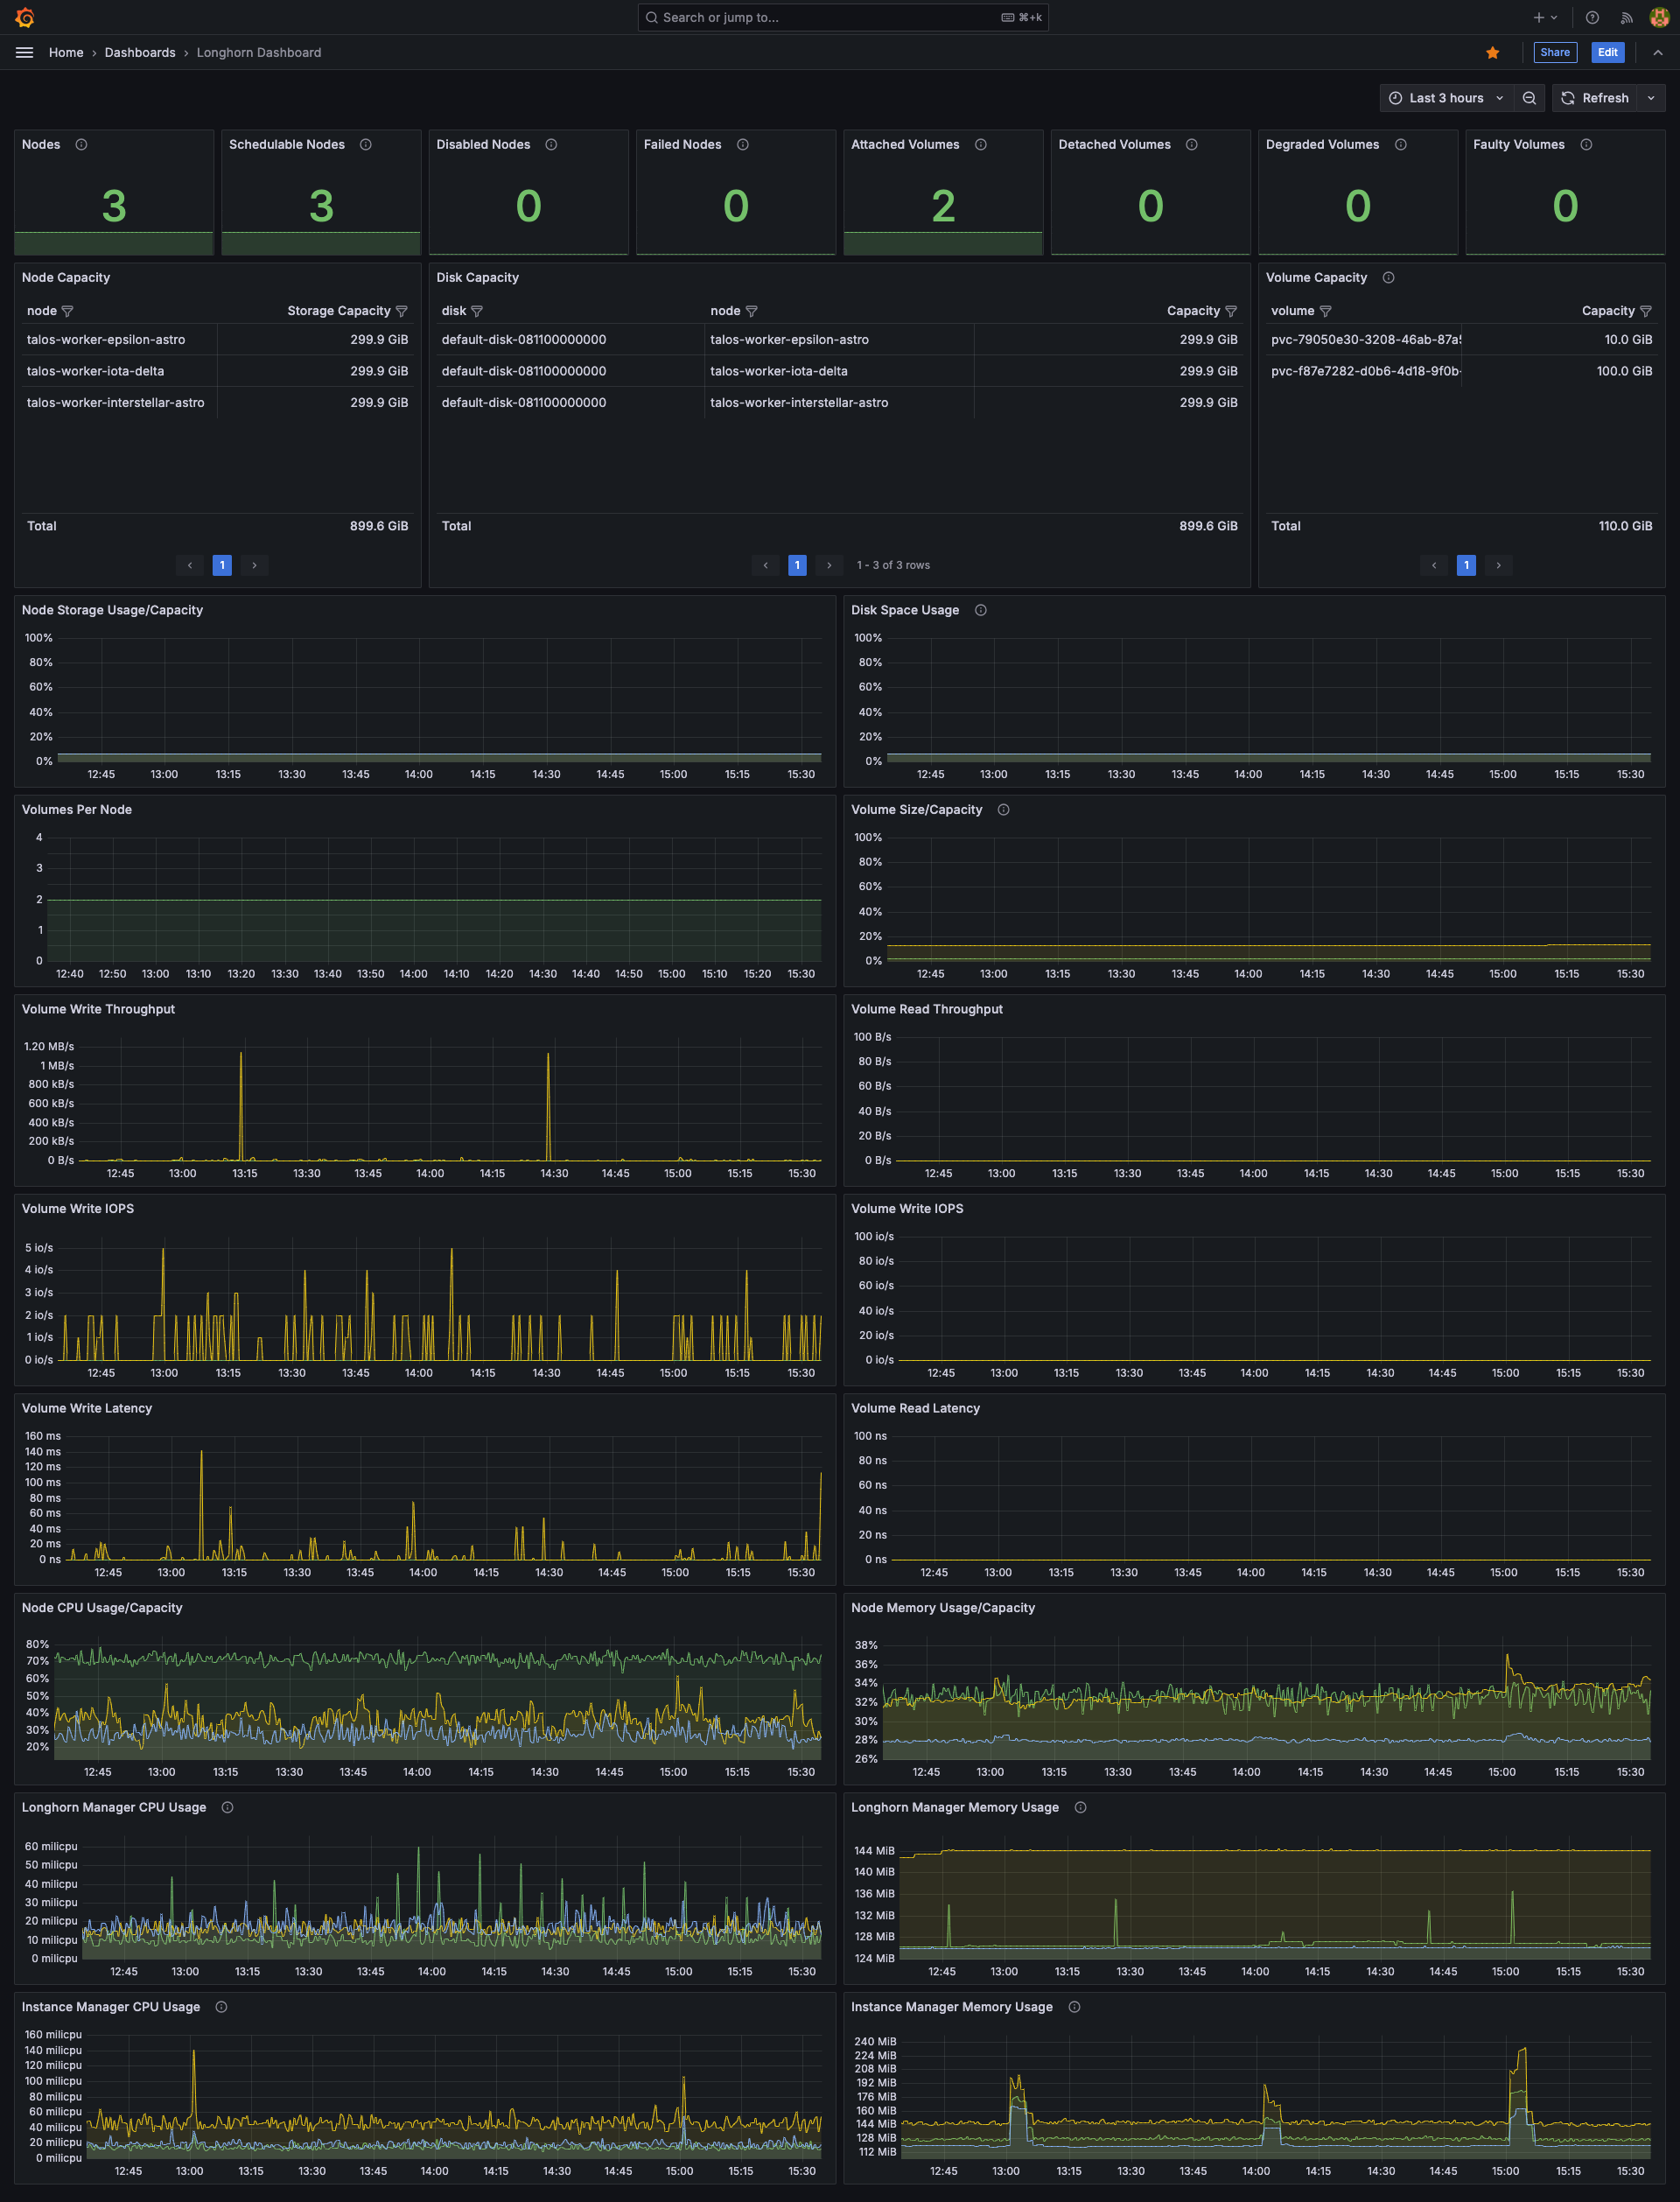 Search or jump to...
⌘+k
Home › Dashboards › Longhorn Dashboard
Share
Edit
Last 3 hours
Refresh
Nodes
Schedulable Nodes
Disabled Nodes
Failed Nodes
Attached Volumes
Detached Volumes
Degraded Volumes
Faulty Volumes
3
3
0
0
2
0
0
0
Node Capacity
node Storage Capacity
talos-worker-epsilon-astro 299.9 GiB
talos-worker-iota-delta 299.9 GiB
talos-worker-interstellar-astro 299.9 GiB
Total 899.6 GiB
1
Disk Capacity
disk node Capacity
default-disk-081100000000 talos-worker-epsilon-astro 299.9 GiB
default-disk-081100000000 talos-worker-iota-delta 299.9 GiB
default-disk-081100000000 talos-worker-interstellar-astro 299.9 GiB
Total 899.6 GiB
1
1 - 3 of 3 rows
Volume Capacity
volume Capacity
pvc-79050e30-3208-46ab-87a5 10.0 GiB
pvc-f87e7282-d0b6-4d18-9f0b- 100.0 GiB
Total 110.0 GiB
1
Node Storage Usage/Capacity
100%
80%
60%
40%
20%
0%
12:45 13:00 13:15 13:30 13:45 14:00 14:15 14:30 14:45 15:00 15:15 15:30
Disk Space Usage
100%
80%
60%
40%
20%
0%
12:45 13:00 13:15 13:30 13:45 14:00 14:15 14:30 14:45 15:00 15:15 15:30
Volumes Per Node
4
3
2
1
0
12:40 12:50 13:00 13:10 13:20 13:30 13:40 13:50 14:00 14:10 14:20 14:30 14:40 14:50 15:00 15:10 15:20 15:30
Volume Size/Capacity
100%
80%
60%
40%
20%
0%
12:45 13:00 13:15 13:30 13:45 14:00 14:15 14:30 14:45 15:00 15:15 15:30
Volume Write Throughput
1.20 MB/s
1 MB/s
800 kB/s
600 kB/s
400 kB/s
200 kB/s
0 B/s
12:45 13:00 13:15 13:30 13:45 14:00 14:15 14:30 14:45 15:00 15:15 15:30
Volume Read Throughput
100 B/s
80 B/s
60 B/s
40 B/s
20 B/s
0 B/s
12:45 13:00 13:15 13:30 13:45 14:00 14:15 14:30 14:45 15:00 15:15 15:30
Volume Write IOPS
5 io/s
4 io/s
3 io/s
2 io/s
1 io/s
0 io/s
12:45 13:00 13:15 13:30 13:45 14:00 14:15 14:30 14:45 15:00 15:15 15:30
Volume Write IOPS
100 io/s
80 io/s
60 io/s
40 io/s
20 io/s
0 io/s
12:45 13:00 13:15 13:30 13:45 14:00 14:15 14:30 14:45 15:00 15:15 15:30
Volume Write Latency
160 ms
140 ms
120 ms
100 ms
80 ms
60 ms
40 ms
20 ms
0 ns
12:45 13:00 13:15 13:30 13:45 14:00 14:15 14:30 14:45 15:00 15:15 15:30
Volume Read Latency
100 ns
80 ns
60 ns
40 ns
20 ns
0 ns
12:45 13:00 13:15 13:30 13:45 14:00 14:15 14:30 14:45 15:00 15:15 15:30
Node CPU Usage/Capacity
80%
70%
60%
50%
40%
30%
20%
12:45 13:00 13:15 13:30 13:45 14:00 14:15 14:30 14:45 15:00 15:15 15:30
Node Memory Usage/Capacity
38%
36%
34%
32%
30%
28%
26%
12:45 13:00 13:15 13:30 13:45 14:00 14:15 14:30 14:45 15:00 15:15 15:30
Longhorn Manager CPU Usage
60 milicpu
50 milicpu
40 milicpu
30 milicpu
20 milicpu
10 milicpu
0 milicpu
12:45 13:00 13:15 13:30 13:45 14:00 14:15 14:30 14:45 15:00 15:15 15:30
Longhorn Manager Memory Usage
144 MiB
140 MiB
136 MiB
132 MiB
128 MiB
124 MiB
12:45 13:00 13:15 13:30 13:45 14:00 14:15 14:30 14:45 15:00 15:15 15:30
Instance Manager CPU Usage
160 milicpu
140 milicpu
120 milicpu
100 milicpu
80 milicpu
60 milicpu
40 milicpu
20 milicpu
0 milicpu
12:45 13:00 13:15 13:30 13:45 14:00 14:15 14:30 14:45 15:00 15:15 15:30
Instance Manager Memory Usage
240 MiB
224 MiB
208 MiB
192 MiB
176 MiB
160 MiB
144 MiB
128 MiB
112 MiB
12:45 13:00 13:15 13:30 13:45 14:00 14:15 14:30 14:45 15:00 15:15 15:30